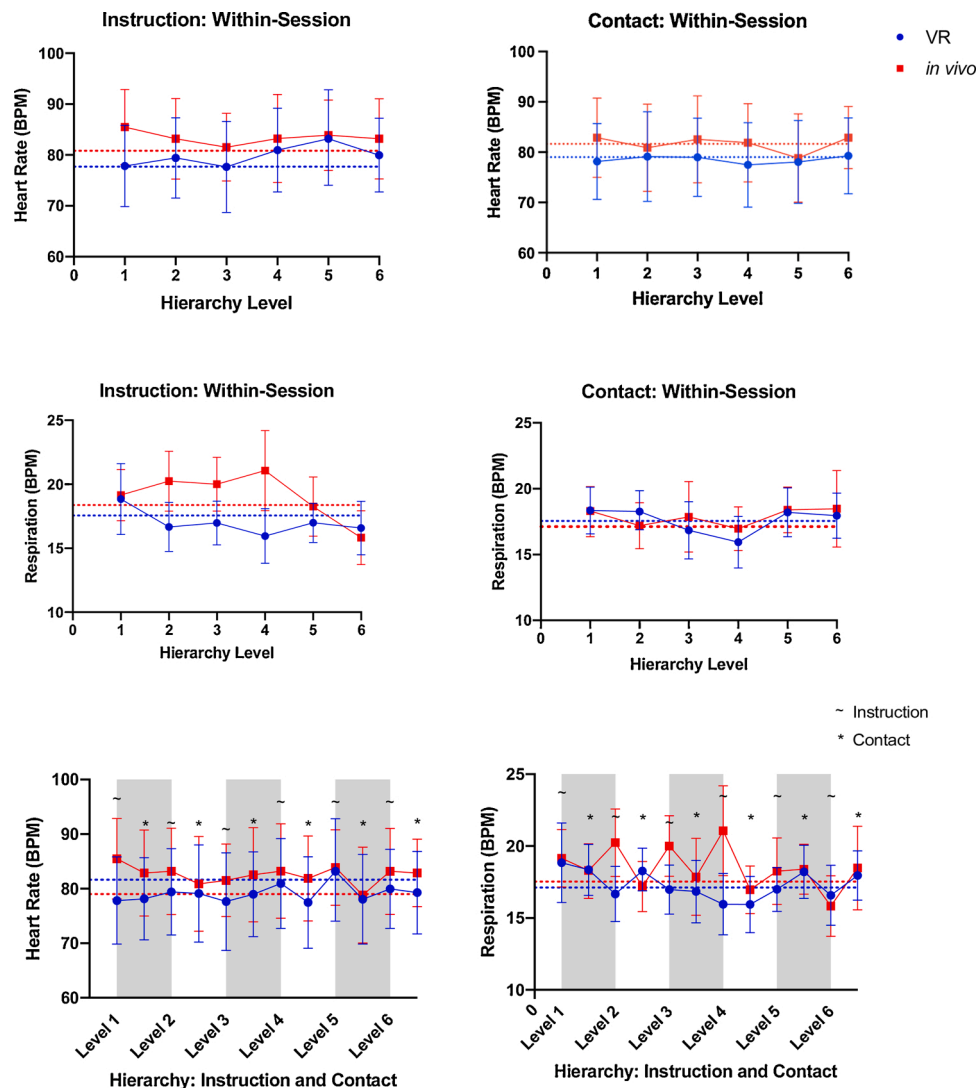 Instruction: Within-Session
Heart Rate (BPM)
100
90
80
70
60
0
1
2
3
4
5
6
Hierarchy Level
Contact: Within-Session
Heart Rate (BPM)
100
80
60
0
1
2
3
4
5
6
Hierarchy Level
VR
in vivo
Instruction: Within-Session
Respiration (BPM)
25
20
15
10
0
1
2
3
4
5
6
Hierarchy Level
Contact: Within-Session
Respiration (BPM)
25
20
15
10
0
1
2
3
4
5
6
Hierarchy Level
~ Instruction
* Contact
Heart Rate (BPM)
100
90
80
70
60
~ * ~ * ~ * ~ * ~ * ~ *
Level 1
Level 2
Level 3
Level 4
Level 5
Level 6
Hierarchy: Instruction and Contact
Respiration (BPM)
25
20
15
10
~ * ~ * ~ * ~ * ~ * ~ *
0
Level 1
Level 2
Level 3
Level 4
Level 5
Level 6
Hierarchy: Instruction and Contact